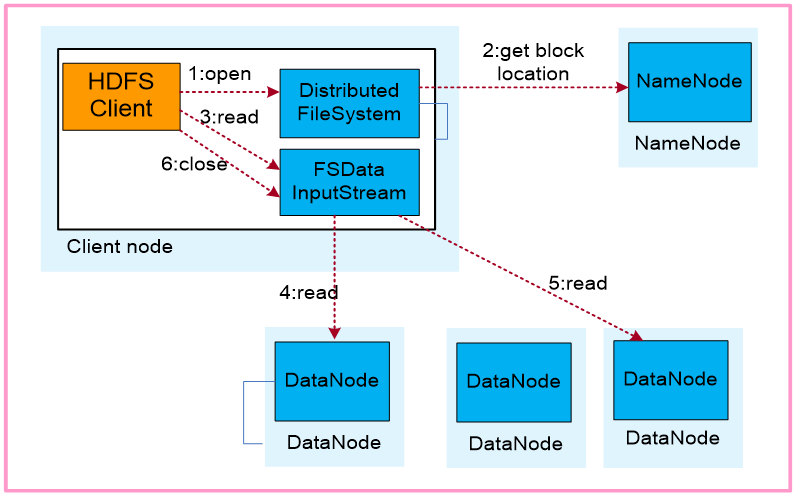 HDFS
Client
1:open
Distributed
FileSystem
2:get block
location
NameNode
NameNode
3:read
6:close
FSData
InputStream
Client node
4:read
5:read
DataNode
DataNode
DataNode
DataNode
DataNode
DataNode